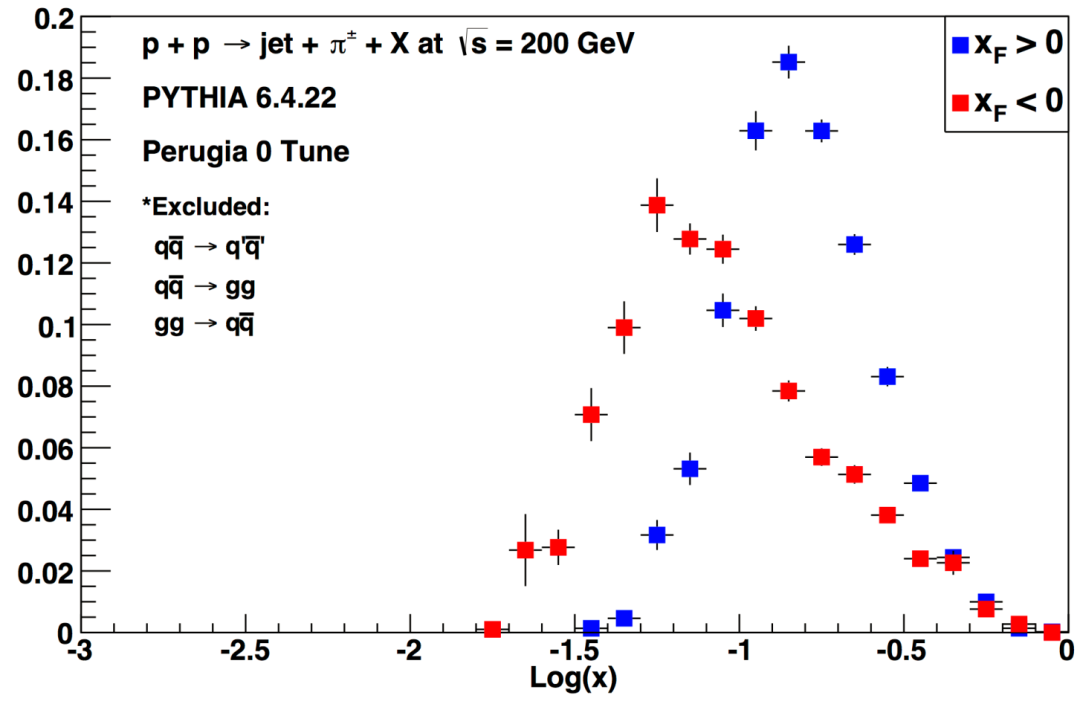 0.2
0.18
0.16
0.14
0.12
0.1
0.08
0.06
0.04
0.02
0
p + p → jet + π± + X at √s = 200 GeV
PYTHIA 6.4.22
Perugia 0 Tune
*Excluded:
qq̅ → q'q̅'
qq̅ → gg
gg → qq̅
x_F > 0
x_F < 0
-3 -2.5 -2 -1.5 -1 -0.5 0
Log(x)